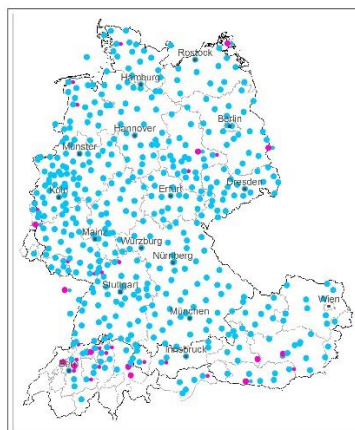 Rostock
Hamburg
Berlin
Hannover
Münster
Dresden
Köln
Erfurt
Mainz
Würzburg
Nürnberg
Stuttgart
Wien
München
Innsbruck